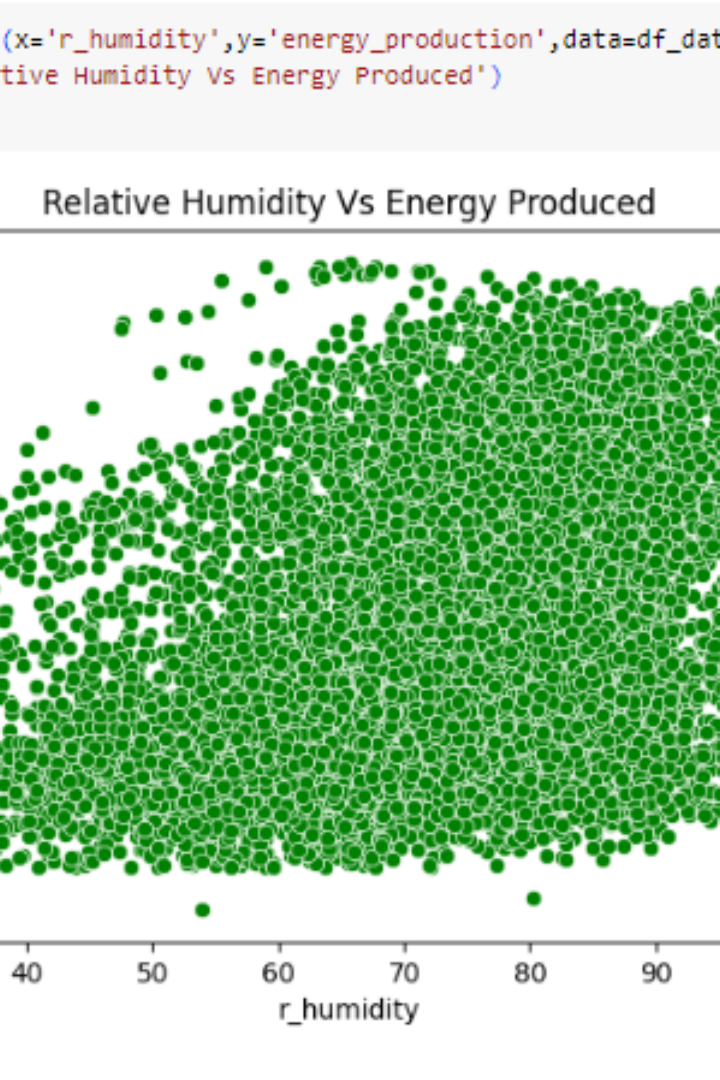 (x='r_humidity',y='energy_production',data=df_dat
tive Humidity Vs Energy Produced')
Relative Humidity Vs Energy Produced
40 50 60 70 80 90
r_humidity